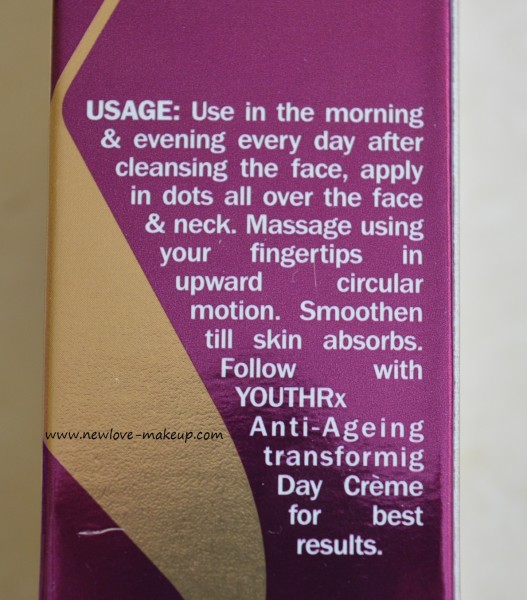 USAGE: Use in the morning
& evening every day after
cleansing the face, apply
in dots all over the face
& neck. Massage using
your fingertips in
upward circular
motion. Smoothen
till skin absorbs.
Follow with
YOUTHRx
Anti-Ageing
transformig
Day Crème
for best
results.
www.newlove-makeup.com